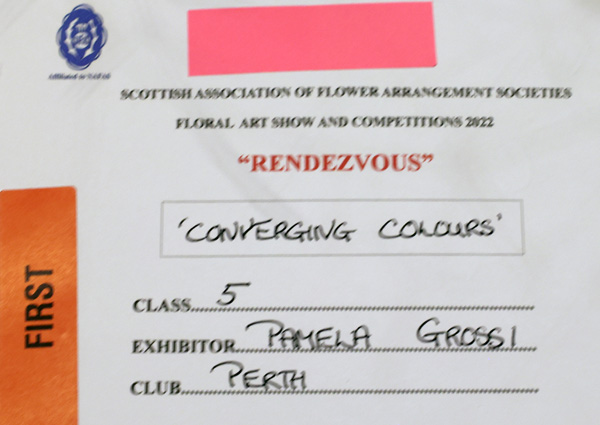 SCOTTISH ASSOCIATION OF FLOWER ARRANGEMENT SOCIETIES
FLORAL ART SHOW AND COMPETITIONS 2022
"RENDEZVOUS"
'CONVERGING COLOURS'
CLASS 5
EXHIBITOR PAMELA GROSSI
CLUB PERTH
FIRST